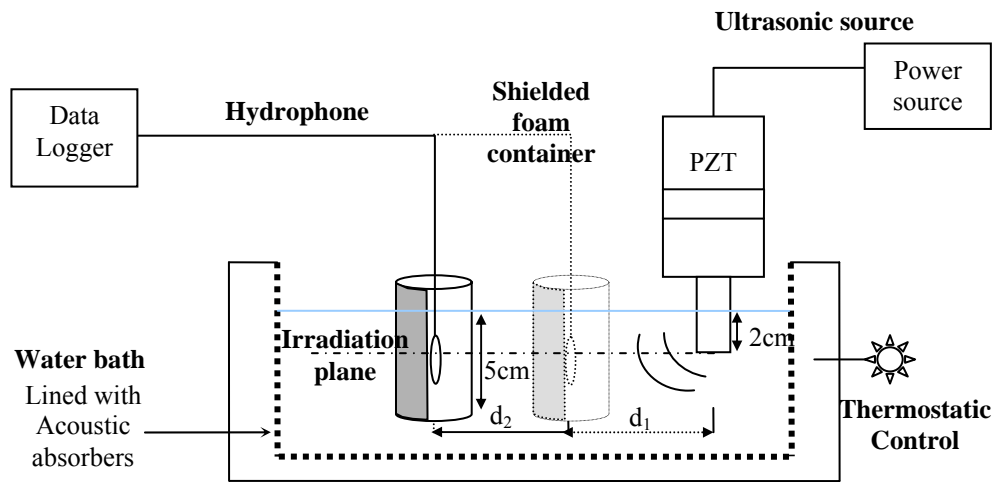 Ultrasonic source
Power
source
Data
Logger
Hydrophone
Shielded
foam
container
PZT
Irradiation
plane
5cm
2cm
d2
d1
Water bath
Lined with
Acoustic
absorbers
Thermostatic
Control